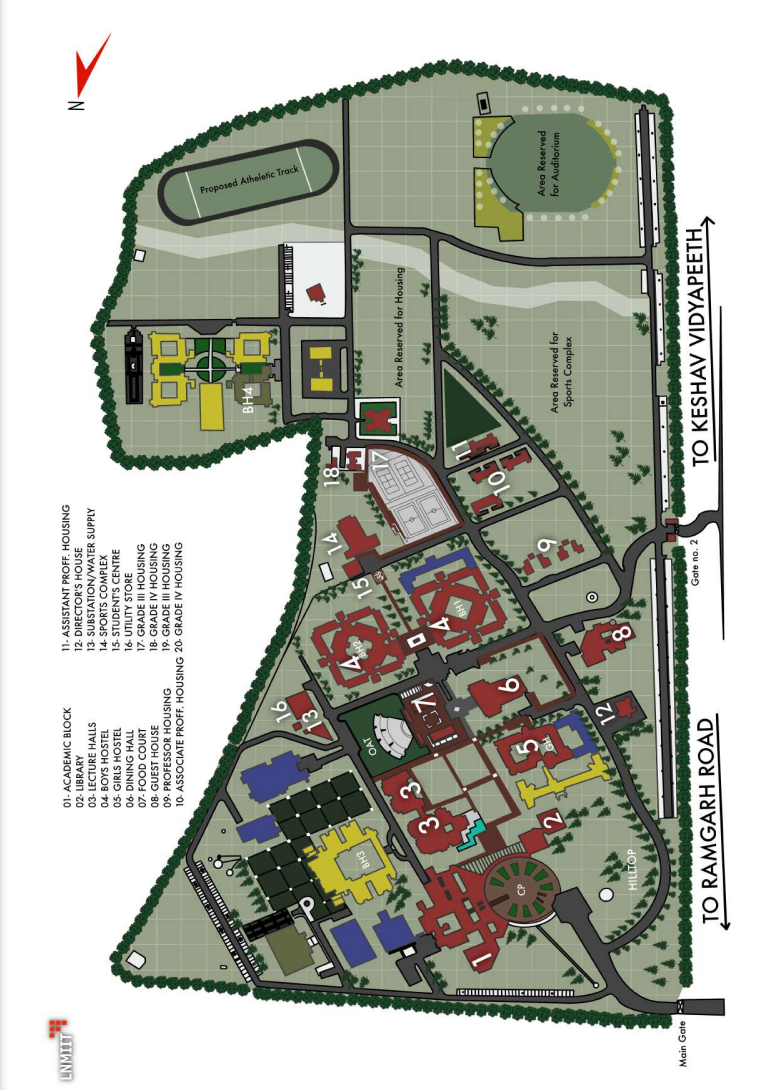 LNMIIT
N
01- ACADEMIC BLOCK
02- LIBRARY
03- LECTURE HALLS
04- BOYS HOSTEL
05- GIRLS HOSTEL
06- DINING HALL
07- FOOD COURT
08- GUEST HOUSE
09- PROFESSOR HOUSING
10- ASSOCIATE PROFF. HOUSING
11- ASSISTANT PROFF. HOUSING
12- DIRECTOR'S HOUSE
13- SUBSTATION/WATER SUPPLY
14- SPORTS COMPLEX
15- STUDENT'S CENTRE
16- UTILITY STORE
17- GRADE III HOUSING
18- GRADE IV HOUSING
19- GRADE III HOUSING
20- GRADE IV HOUSING
Proposed Atheletic Track
Area Reserved
for Auditorium
Area Reserved for Housing
Area Reserved for
Sports Complex
BH4
18
17
11
10
14
15
9
4
BH2
4
BH1
16
13
OAT
7
6
8
12
5
GH
3
3
2
BH3
1
CP
HILLTOP
TO KESHAV VIDYAPEETH
Gate no. 2
TO RAMGARH ROAD
Main Gate